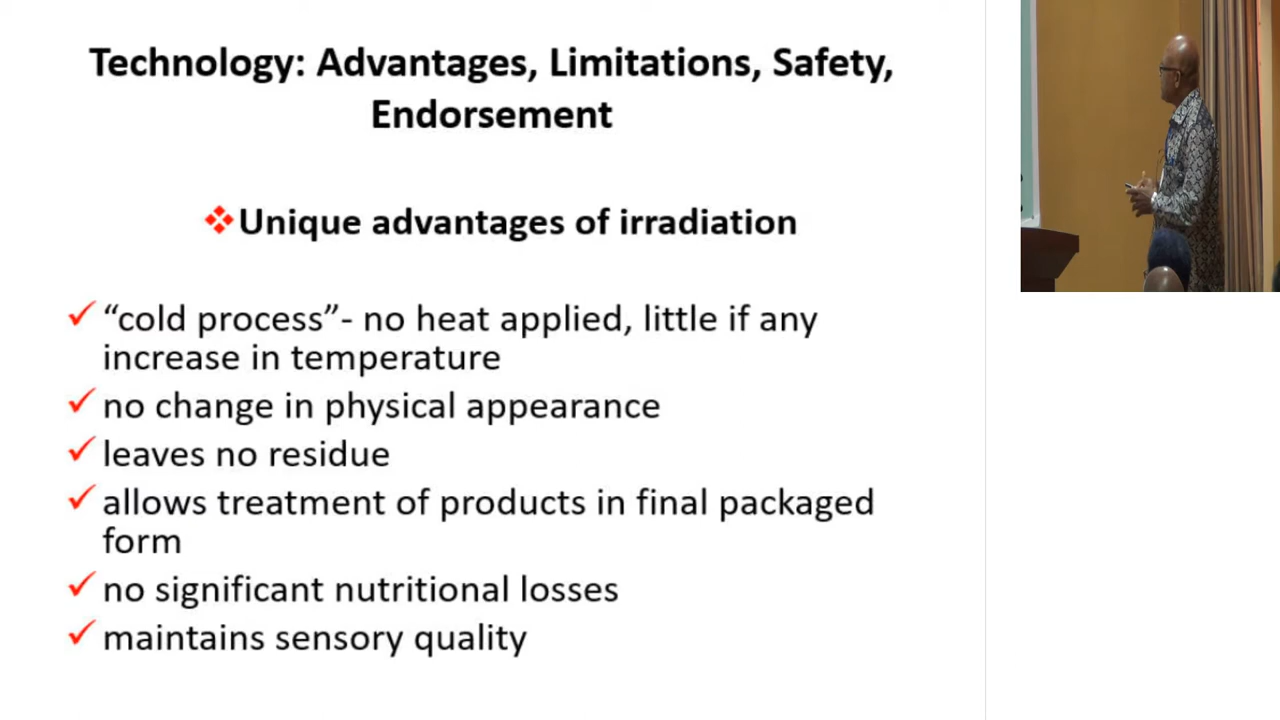 Technology: Advantages, Limitations, Safety,
Endorsement
Unique advantages of irradiation
“cold process”- no heat applied, little if any
increase in temperature
no change in physical appearance
leaves no residue
allows treatment of products in final packaged
form
no significant nutritional losses
maintains sensory quality